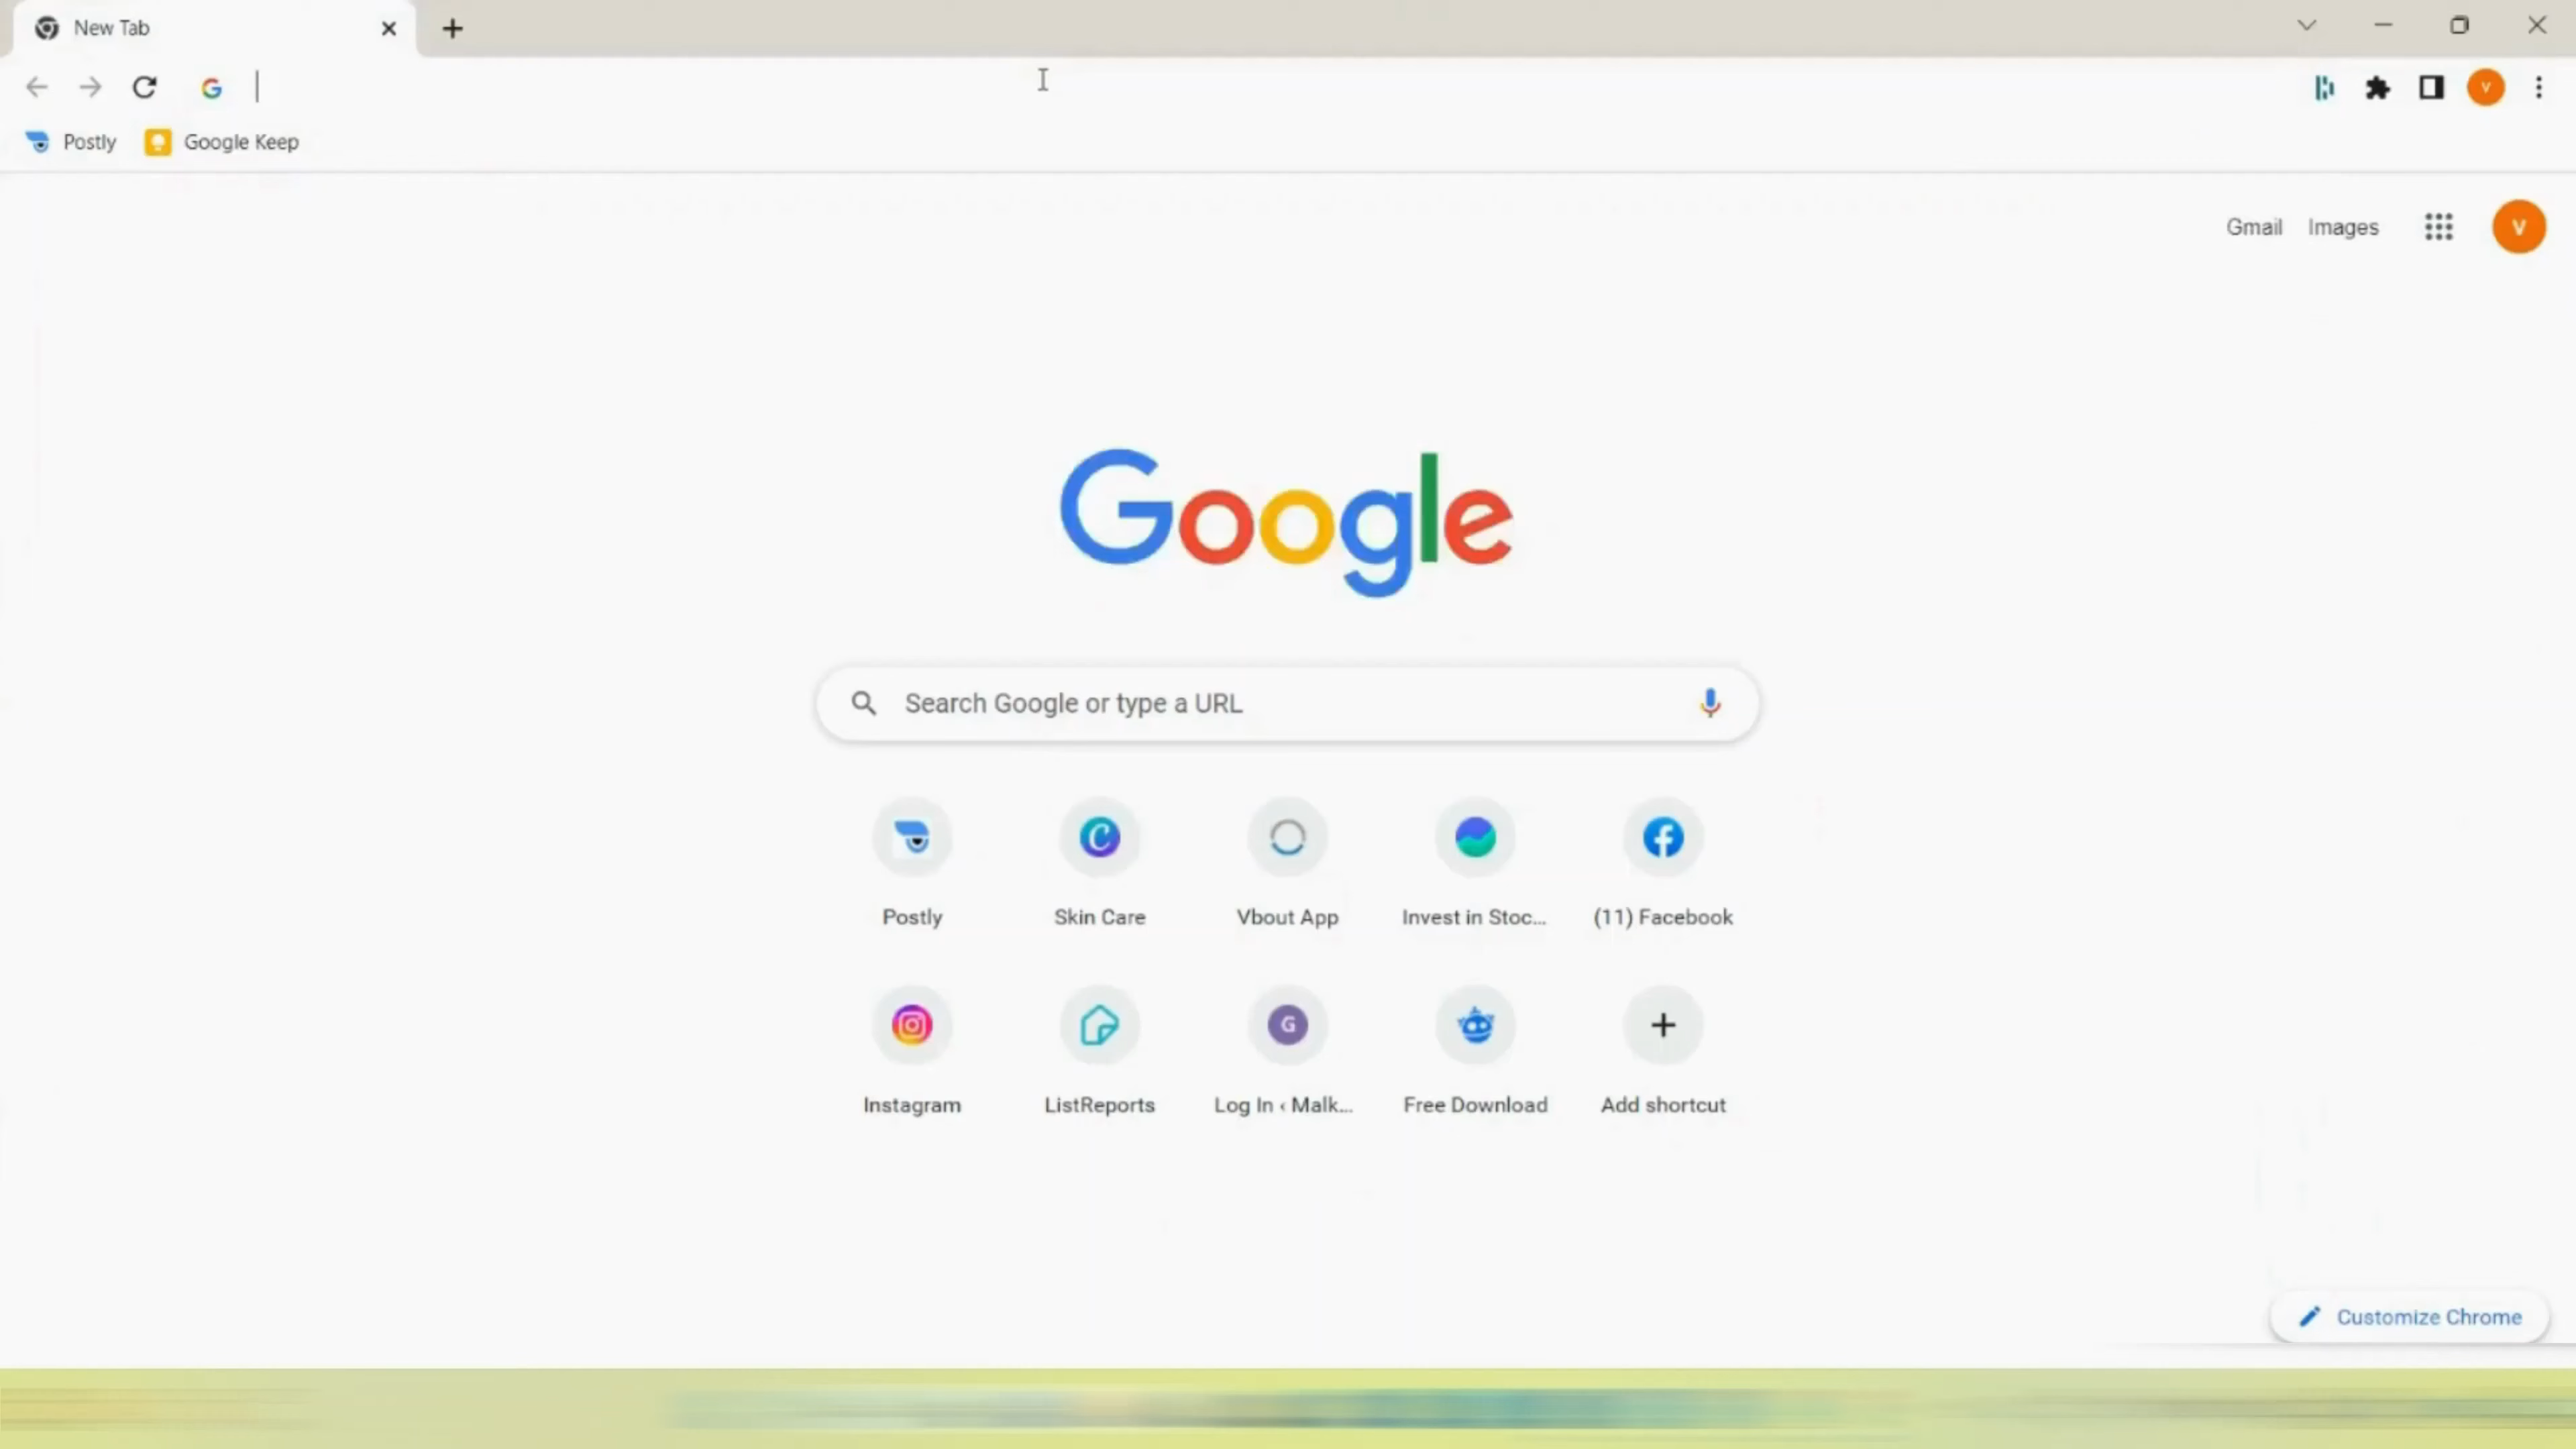 New Tab
V
Postly
Google Keep
Gmail Images
V
Google
Search Google or type a URL
Postly
Skin Care
Vbout App
Invest in Stoc...
(11) Facebook
G
Instagram
ListReports
Log In ‹ Malk...
Free Download
Add shortcut
Customize Chrome